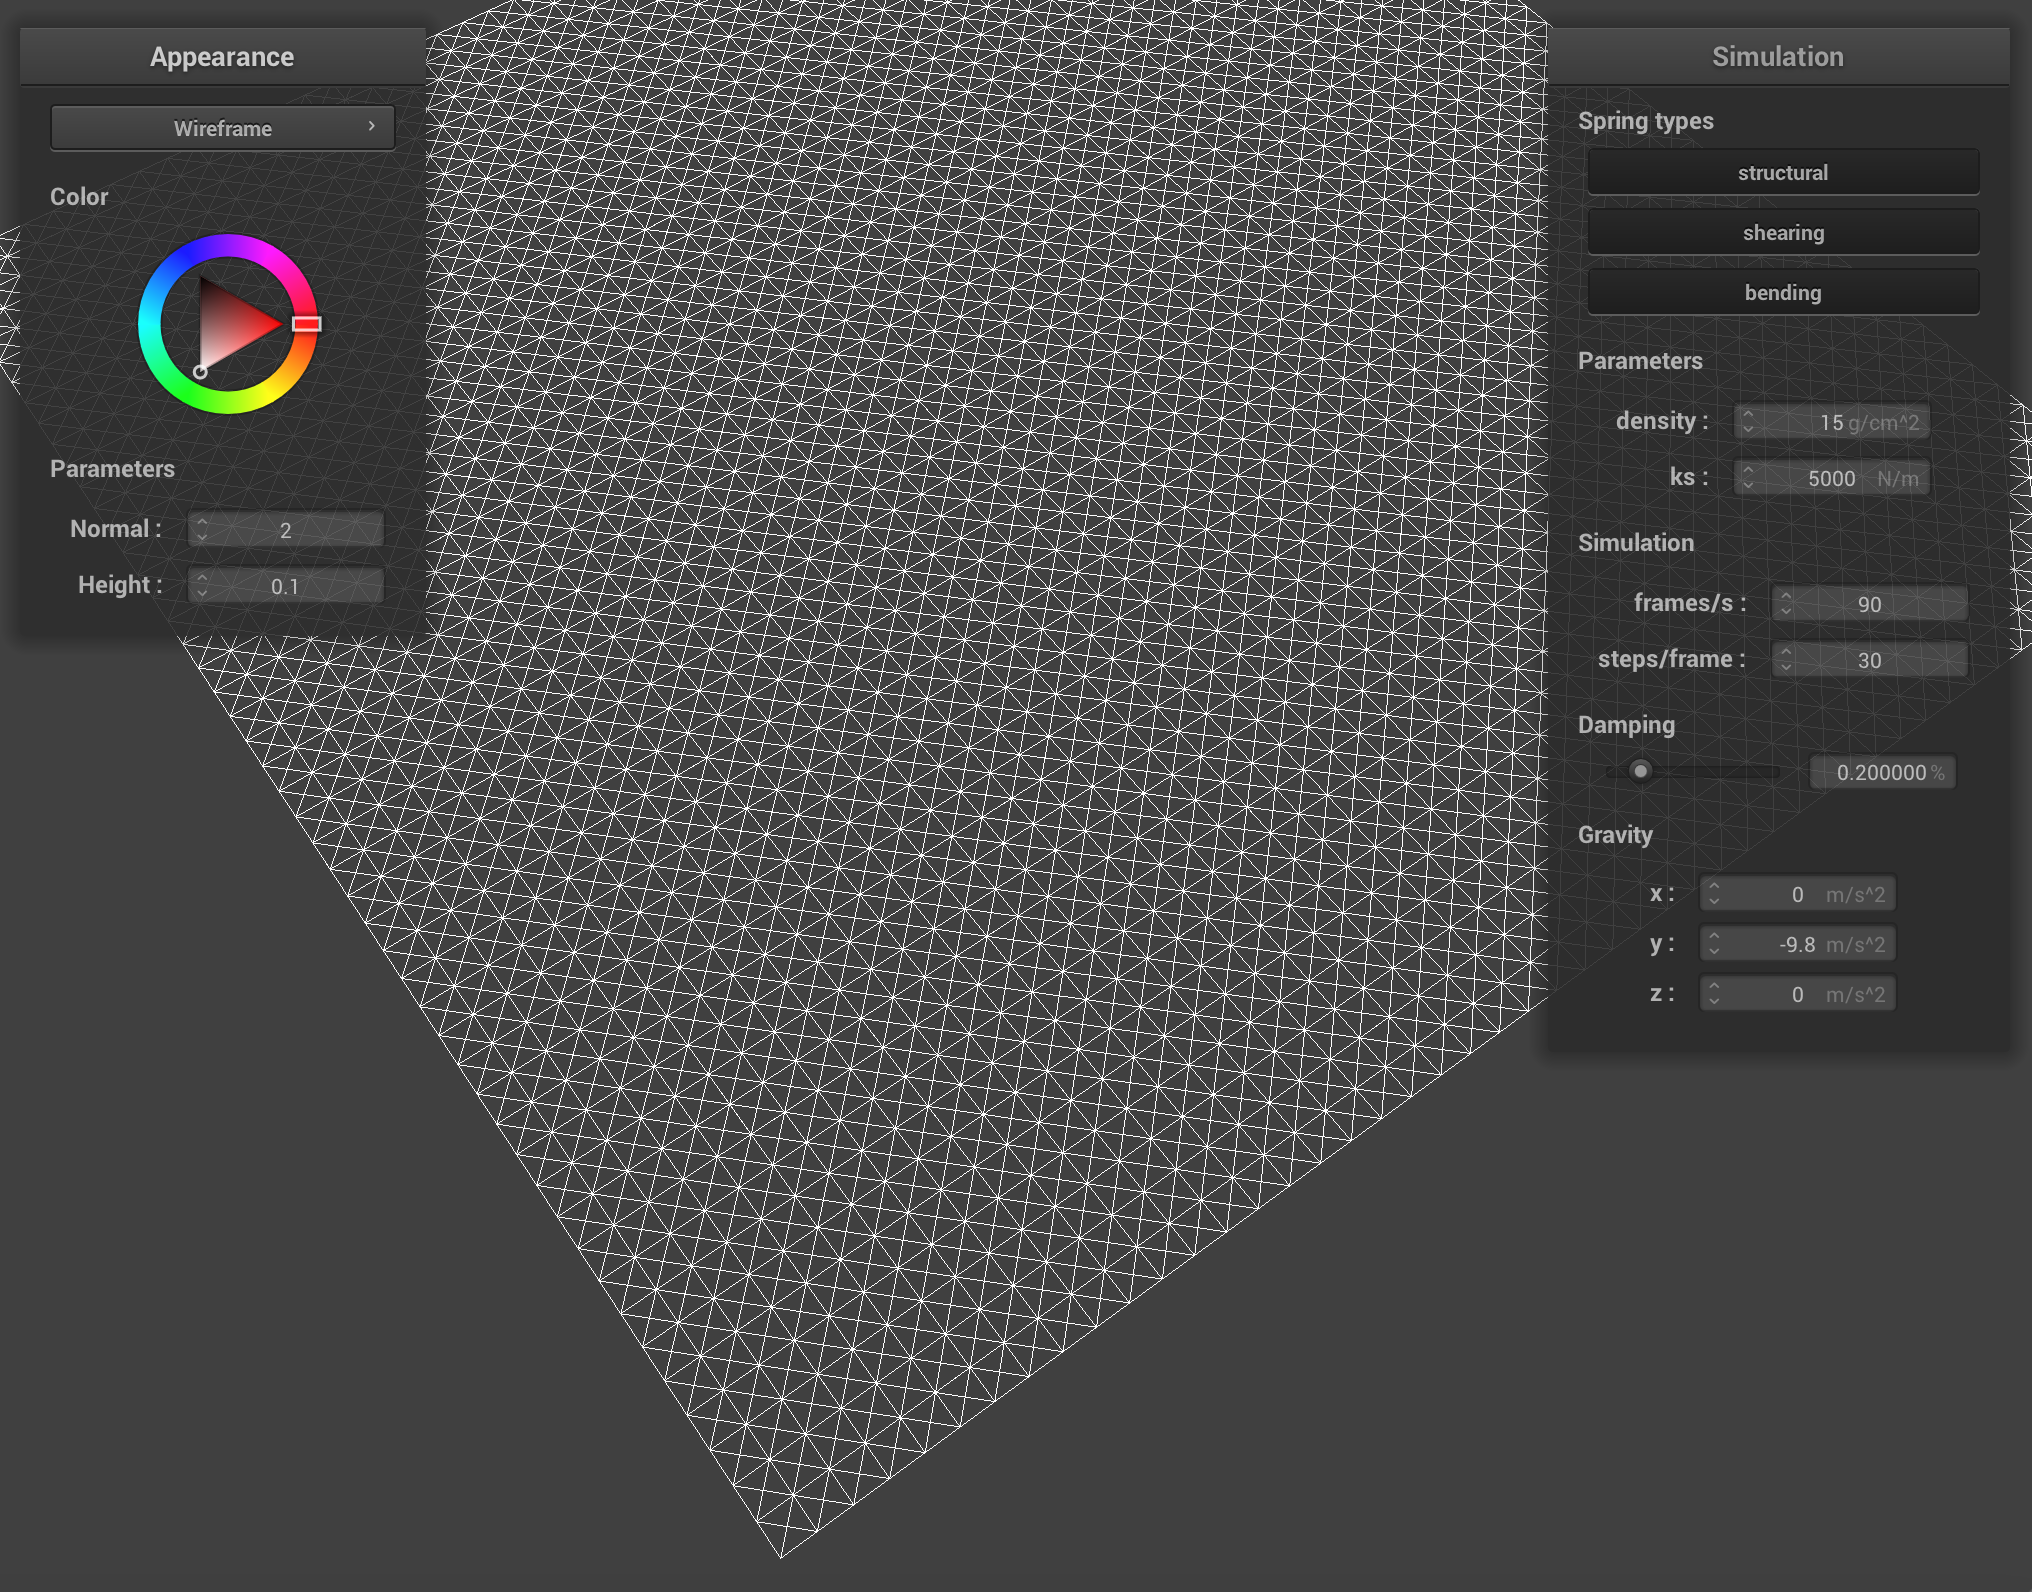 Appearance
Wireframe
Color
Parameters
Normal : 2
Height : 0.1
Simulation
Spring types
structural
shearing
bending
Parameters
density : 15 g/cm^2
ks : 5000 N/m
Simulation
frames/s : 90
steps/frame : 30
Damping
0.200000 %
Gravity
x : 0 m/s^2
y : -9.8 m/s^2
z : 0 m/s^2